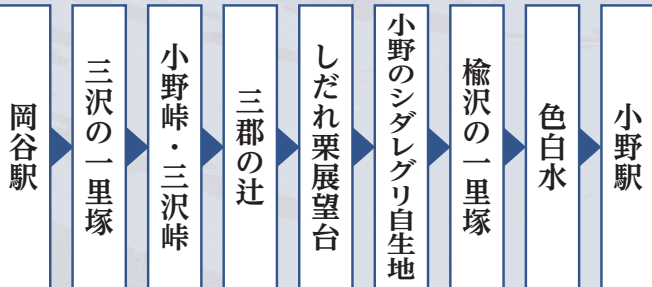 岡谷駅
三沢の一里塚
小野峠・三沢峠
三郡の辻
しだれ栗展望台
小野のシダレグリ自生地
楡沢の一里塚
色白水
小野駅